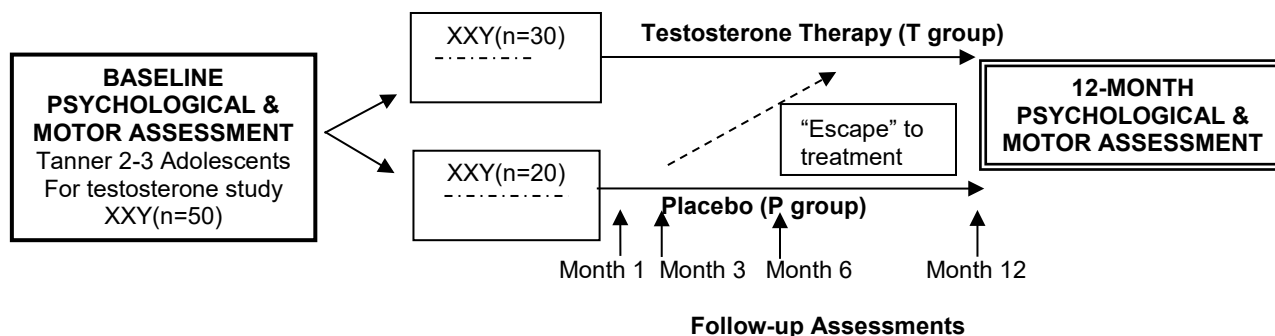 BASELINE
PSYCHOLOGICAL &
MOTOR ASSESSMENT
Tanner 2-3 Adolescents
For testosterone study
XXY(n=50)
XXY(n=30)
XXY(n=20)
Testosterone Therapy (T group)
“Escape” to
treatment
Placebo (P group)
12-MONTH
PSYCHOLOGICAL &
MOTOR ASSESSMENT
Month 1
Month 3
Month 6
Month 12
Follow-up Assessments